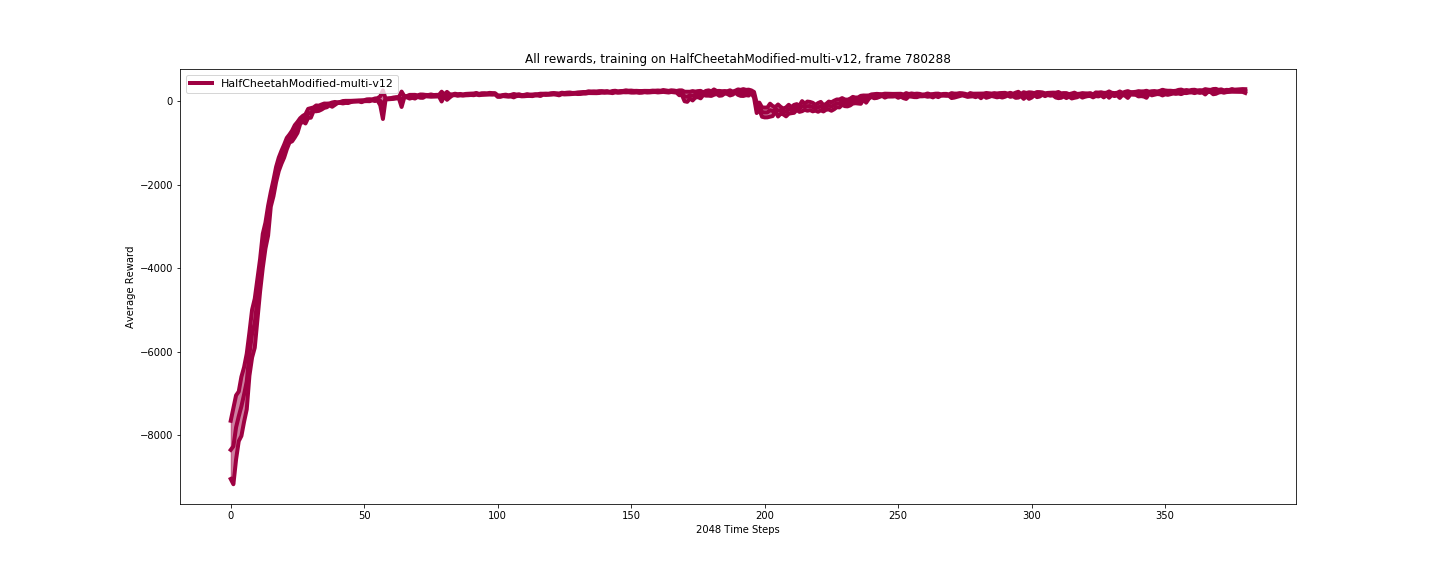 All rewards, training on HalfCheetahModified-multi-v12, frame 780288
HalfCheetahModified-multi-v12
Average Reward
0
−2000
−4000
−6000
−8000
0 50 100 150 200 250 300 350
2048 Time Steps